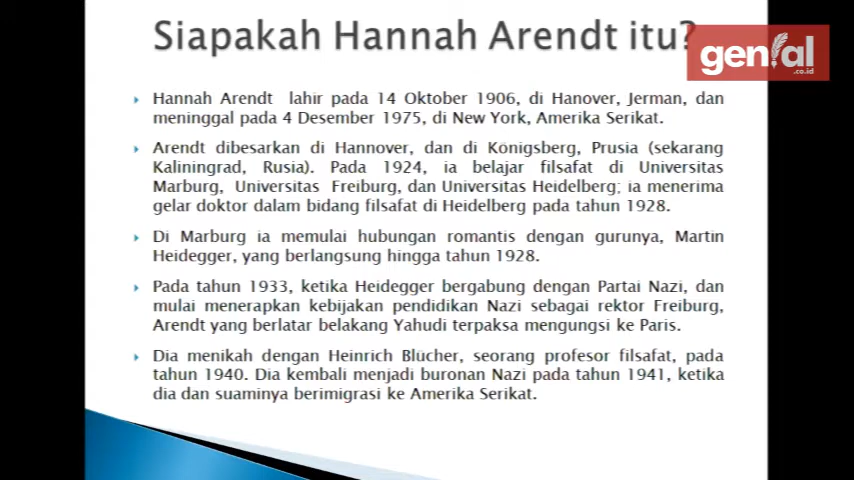 Siapakah Hannah Arendt itu?
genial
.co.id
Hannah Arendt lahir pada 14 Oktober 1906, di Hanover, Jerman, dan
meninggal pada 4 Desember 1975, di New York, Amerika Serikat.
Arendt dibesarkan di Hannover, dan di Königsberg, Prusia (sekarang
Kaliningrad, Rusia). Pada 1924, ia belajar filsafat di Universitas
Marburg, Universitas Freiburg, dan Universitas Heidelberg; ia menerima
gelar doktor dalam bidang filsafat di Heidelberg pada tahun 1928.
Di Marburg ia memulai hubungan romantis dengan gurunya, Martin
Heidegger, yang berlangsung hingga tahun 1928.
Pada tahun 1933, ketika Heidegger bergabung dengan Partai Nazi, dan
mulai menerapkan kebijakan pendidikan Nazi sebagai rektor Freiburg,
Arendt yang berlatar belakang Yahudi terpaksa mengungsi ke Paris.
Dia menikah dengan Heinrich Blücher, seorang profesor filsafat, pada
tahun 1940. Dia kembali menjadi buronan Nazi pada tahun 1941, ketika
dia dan suaminya berimigrasi ke Amerika Serikat.